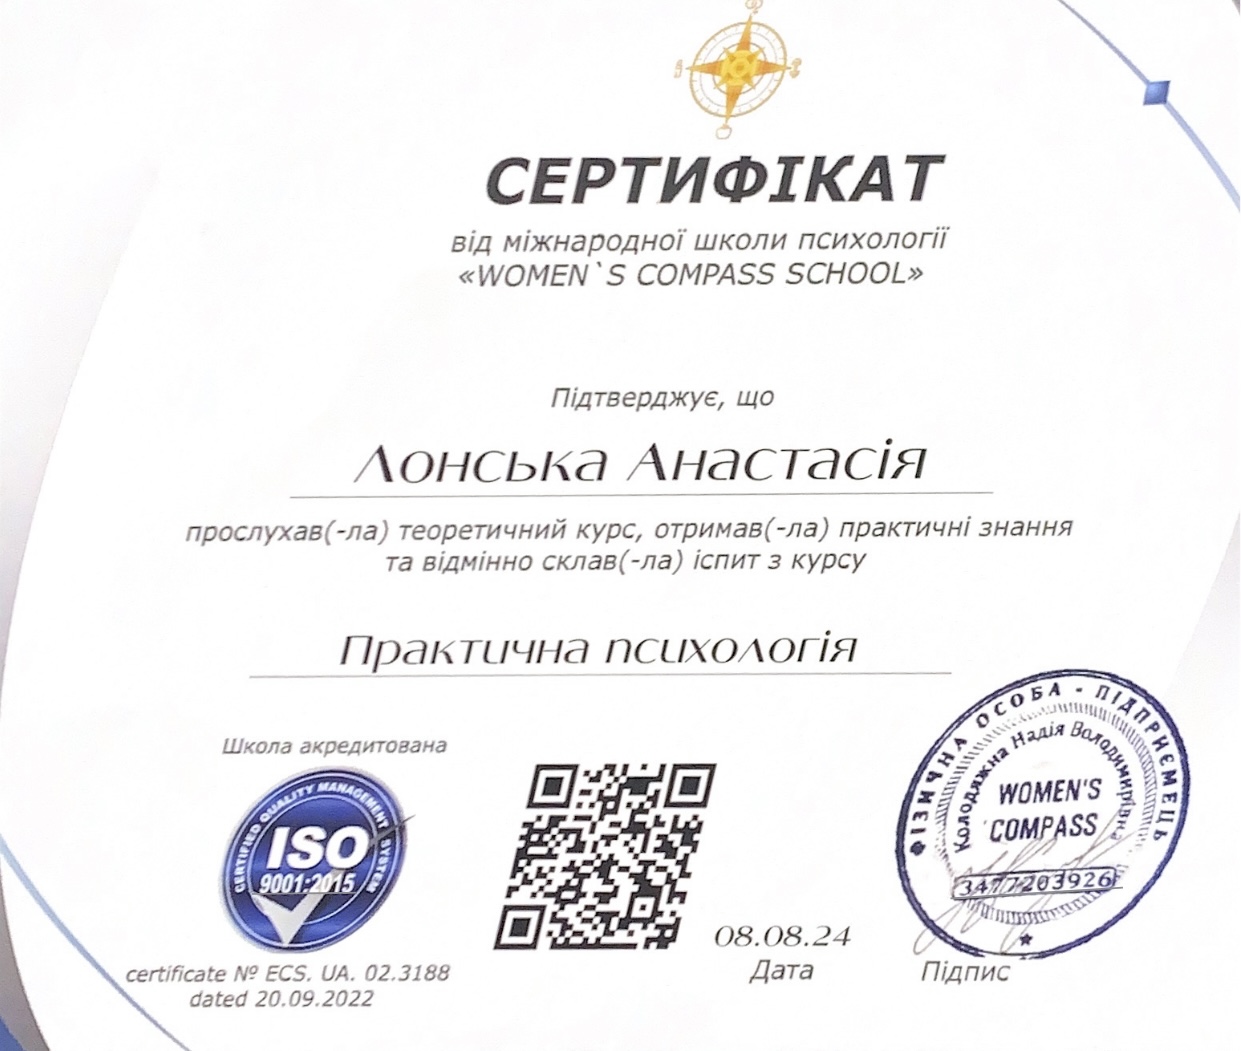 СЕРТИФІКАТ
від міжнародної школи психології
«WOMEN`S COMPASS SCHOOL»
Підтверджує, що
Лонська Анастасія
прослухав(-ла) теоретичний курс, отримав(-ла) практичні знання
та відмінно склав(-ла) іспит з курсу
Практична психологія
Школа акредитована
CERTIFIED QUALITY MANAGEMENT SYSTEM
ISO
9001:2015
certificate № ECS. UA. 02.3188
dated 20.09.2022
08.08.24
Дата
ФІЗИЧНА ОСОБА - ПІДПРИЄМЕЦЬ
Колодяжна Надія Володимирівна
WOMEN'S
COMPASS
3477203926
Підпис